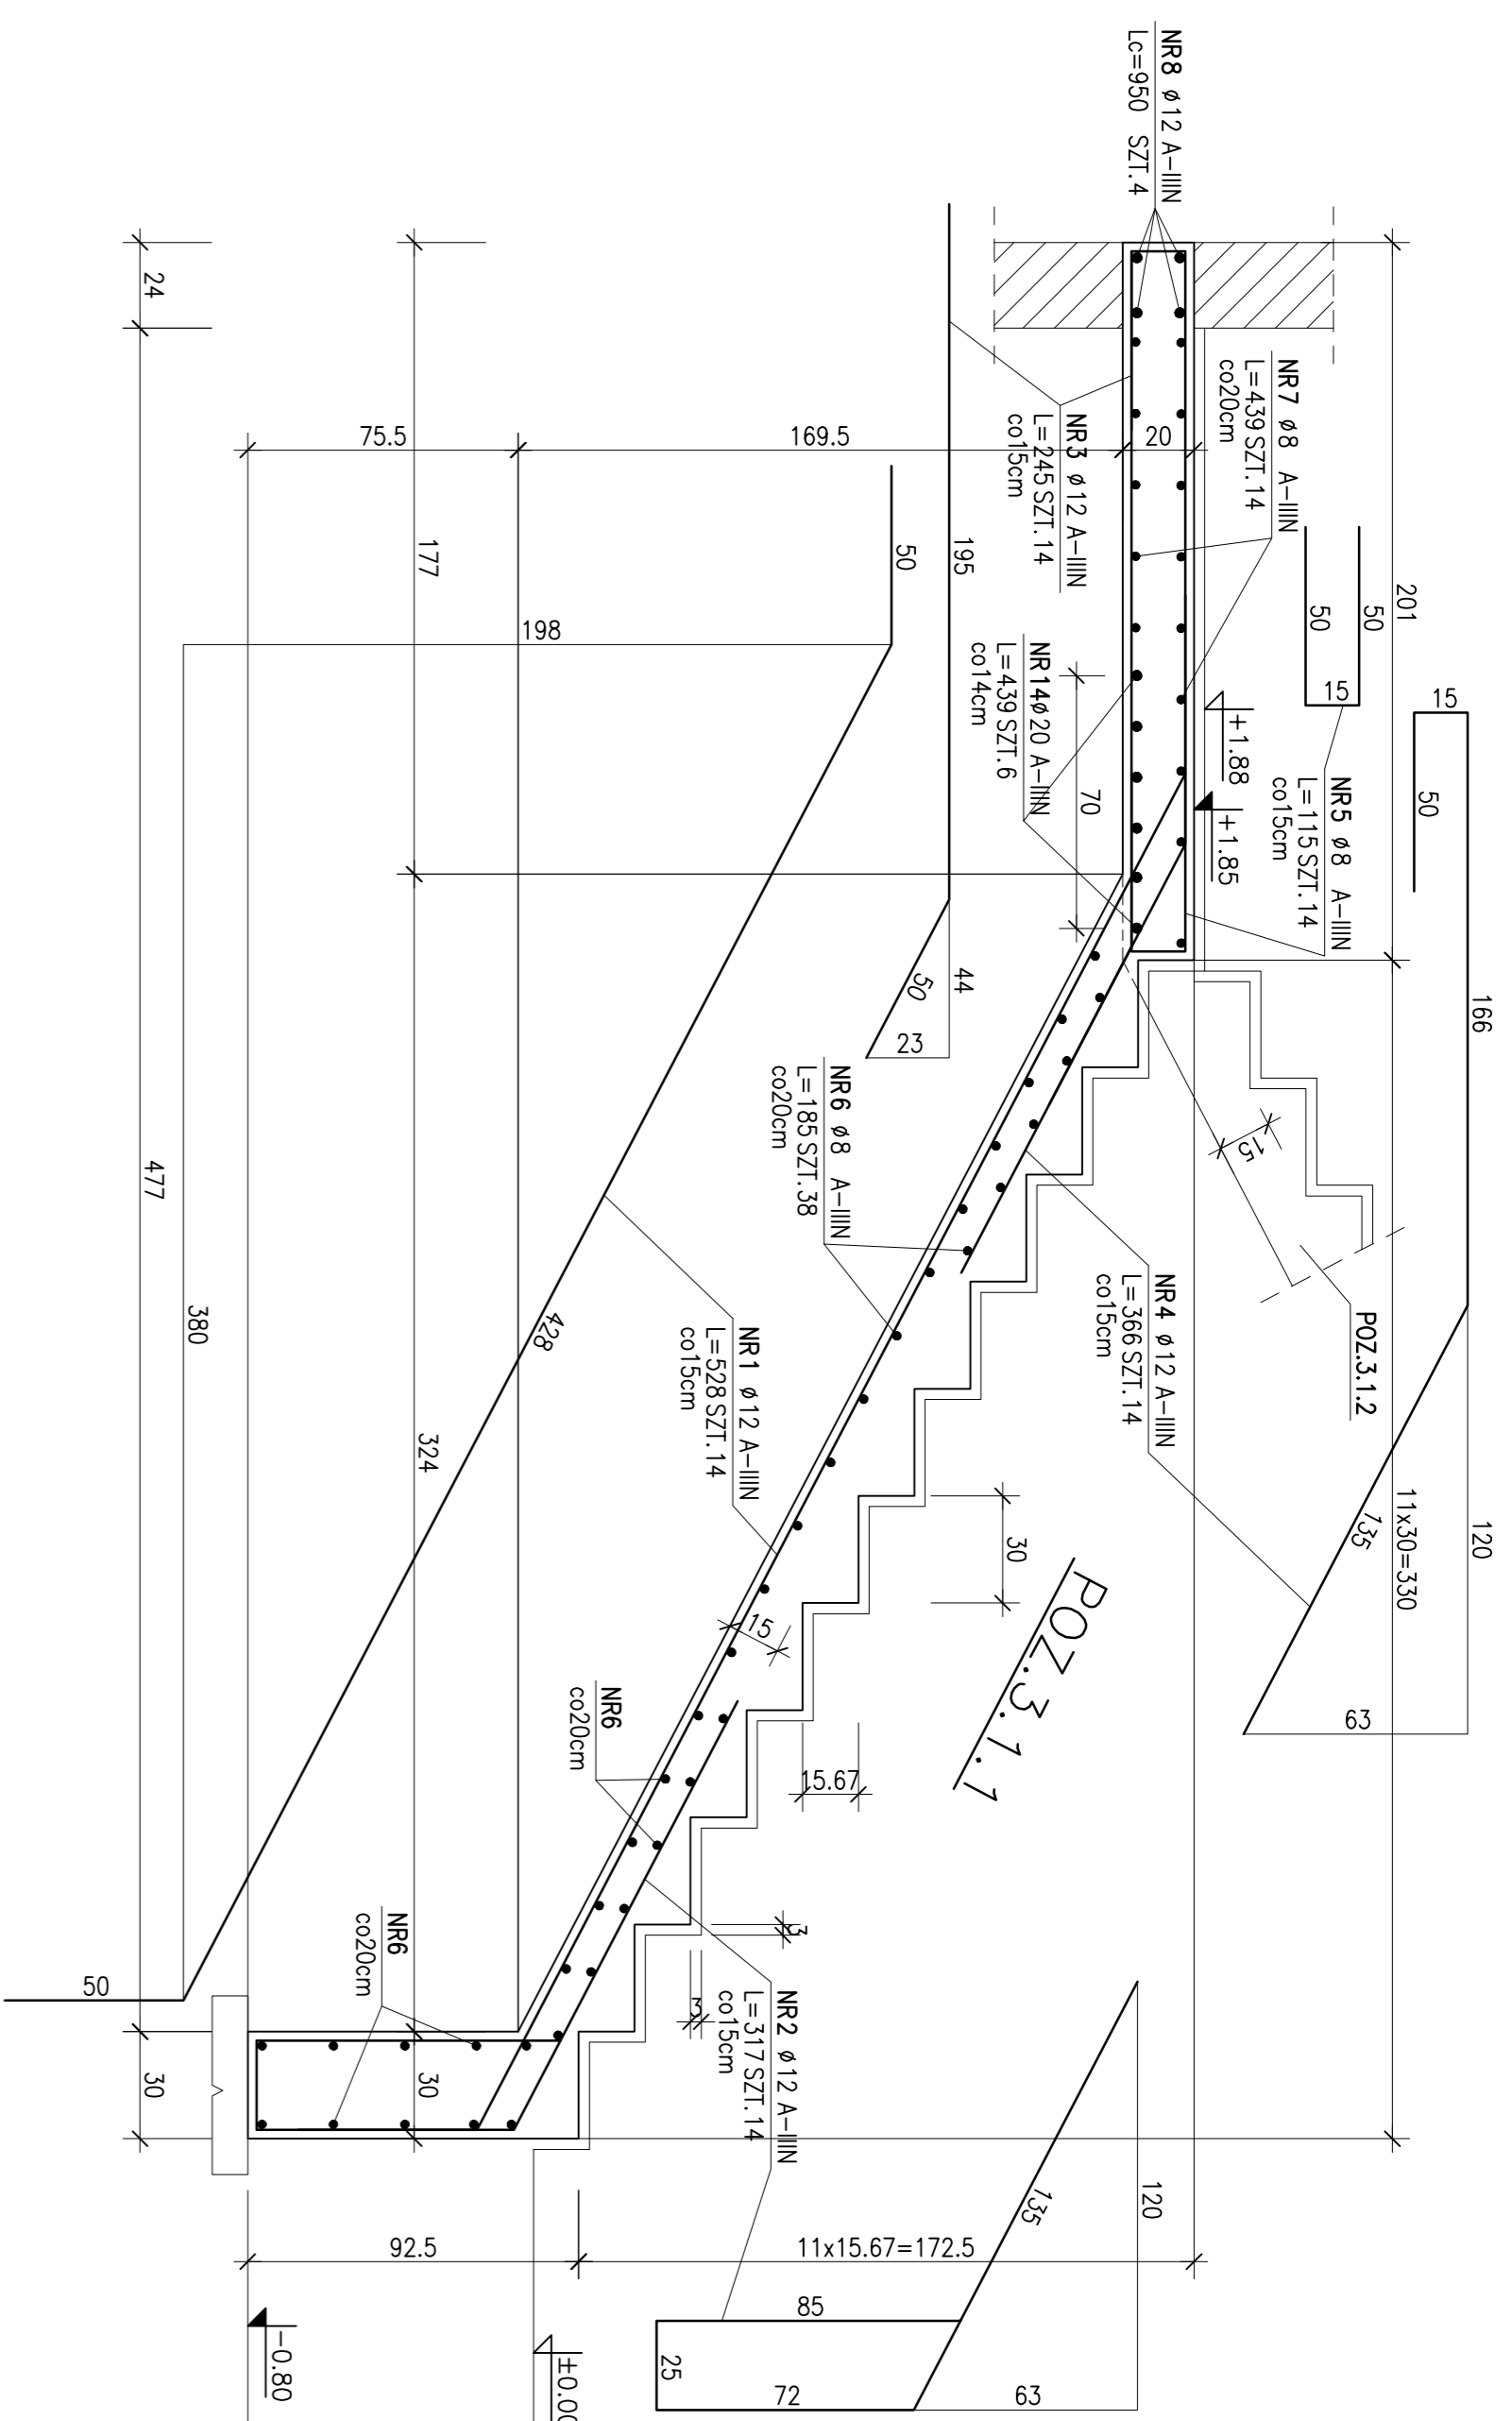 NR8 ø12 A-IIIN
Lc=950 SZT.4
NR7 ø8 A-IIIN
L=439 SZT.14
co20cm
NR3 ø12 A-IIIN
L=245 SZT.14
co15cm
NR14ø20 A-IIIN
L=439 SZT.6
co14cm
NR5 ø8 A-IIIN
L=115 SZT.14
co15cm
50
50
15
15
50
166
120
135
63
201
11x30=330
+1.88
+1.85
20
169.5
75.5
70
195
44
50
23
50
198
428
380
50
NR6 ø8 A-IIIN
L=185 SZT.38
co20cm
NR4 ø12 A-IIIN
L=366 SZT.14
co15cm
POZ.3.1.2
15
NR1 ø12 A-IIIN
L=528 SZT.14
co15cm
30
POZ.3.1.1
15
15.67
NR6
co20cm
3
3
NR2 ø12 A-IIIN
L=317 SZT.14
co15cm
NR6
co20cm
120
135
85
25
72
63
177
324
30
24
477
30
92.5
11x15.67=172.5
-0.80
±0.00